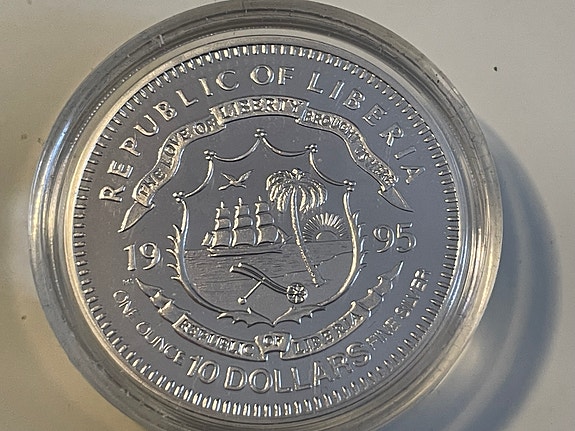 REPUBLIC OF LIBERIA
THE LOVE OF LIBERTY BROUGHT US HERE
19 95
REPUBLIC OF LIBERIA
ONE OUNCE 10 DOLLARS FINE SILVER